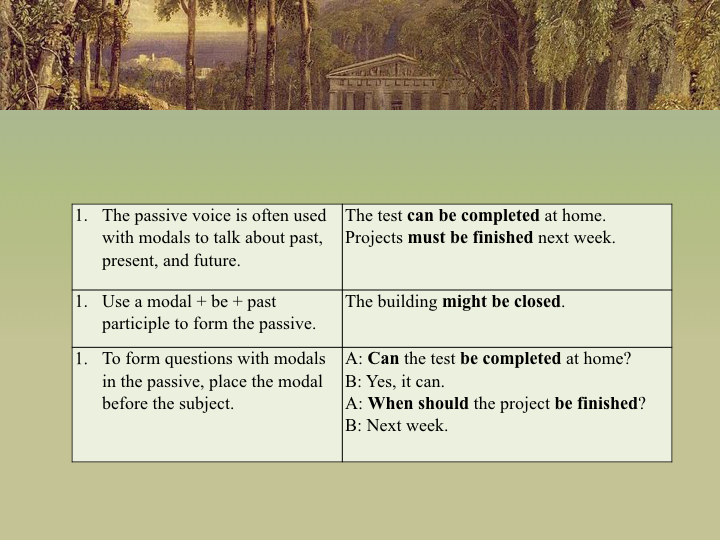 1. The passive voice is often used
with modals to talk about past,
present, and future.
The test can be completed at home.
Projects must be finished next week.
1. Use a modal + be + past
participle to form the passive.
The building might be closed.
1. To form questions with modals
in the passive, place the modal
before the subject.
A: Can the test be completed at home?
B: Yes, it can.
A: When should the project be finished?
B: Next week.